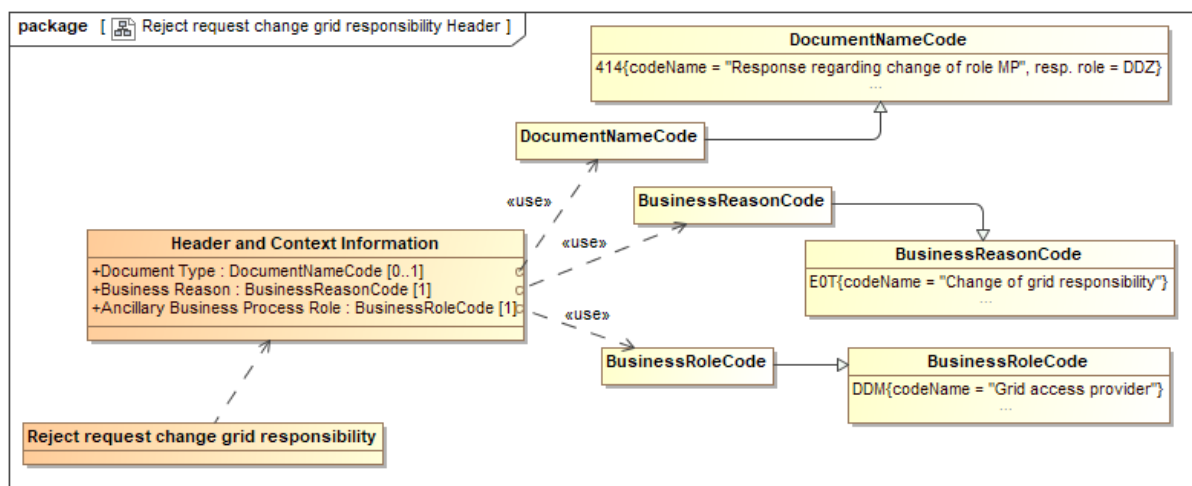 package [ Reject request change grid responsibility Header ]
DocumentNameCode
414{codeName = "Response regarding change of role MP", resp. role = DDZ}
...
DocumentNameCode
«use»
BusinessReasonCode
«use»
Header and Context Information
+Document Type : DocumentNameCode [0..1]
+Business Reason : BusinessReasonCode [1]
+Ancillary Business Process Role : BusinessRoleCode [1]
BusinessReasonCode
E0T{codeName = "Change of grid responsibility"}
...
«use»
BusinessRoleCode
BusinessRoleCode
DDM{codeName = "Grid access provider"}
...
Reject request change grid responsibility